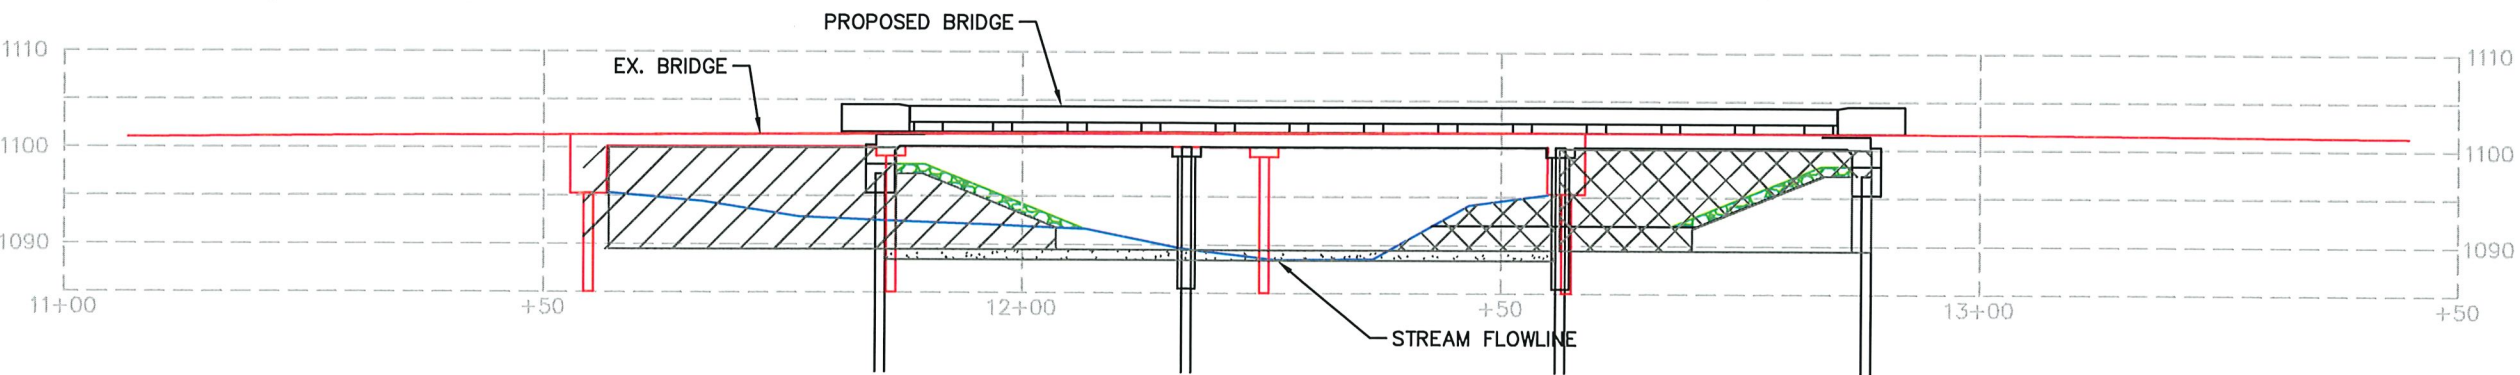 PROPOSED BRIDGE
EX. BRIDGE
1110 1110
1100 1100
1090 1090
11+00 +50 12+00 +50 13+00 +50
STREAM FLOWLINE